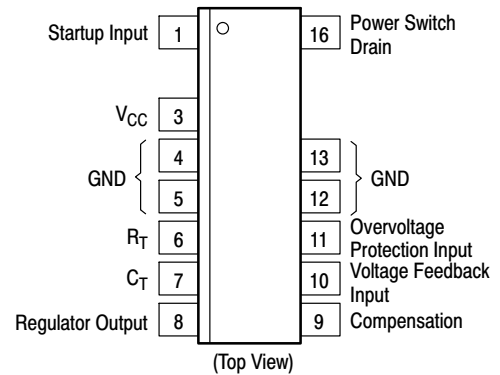 Startup Input 1 16 Power Switch
Drain
VCC 3
4 13
GND GND
5 12
RT 6 11 Overvoltage
Protection Input
CT 7 10 Voltage Feedback
Input
Regulator Output 8 9 Compensation
(Top View)